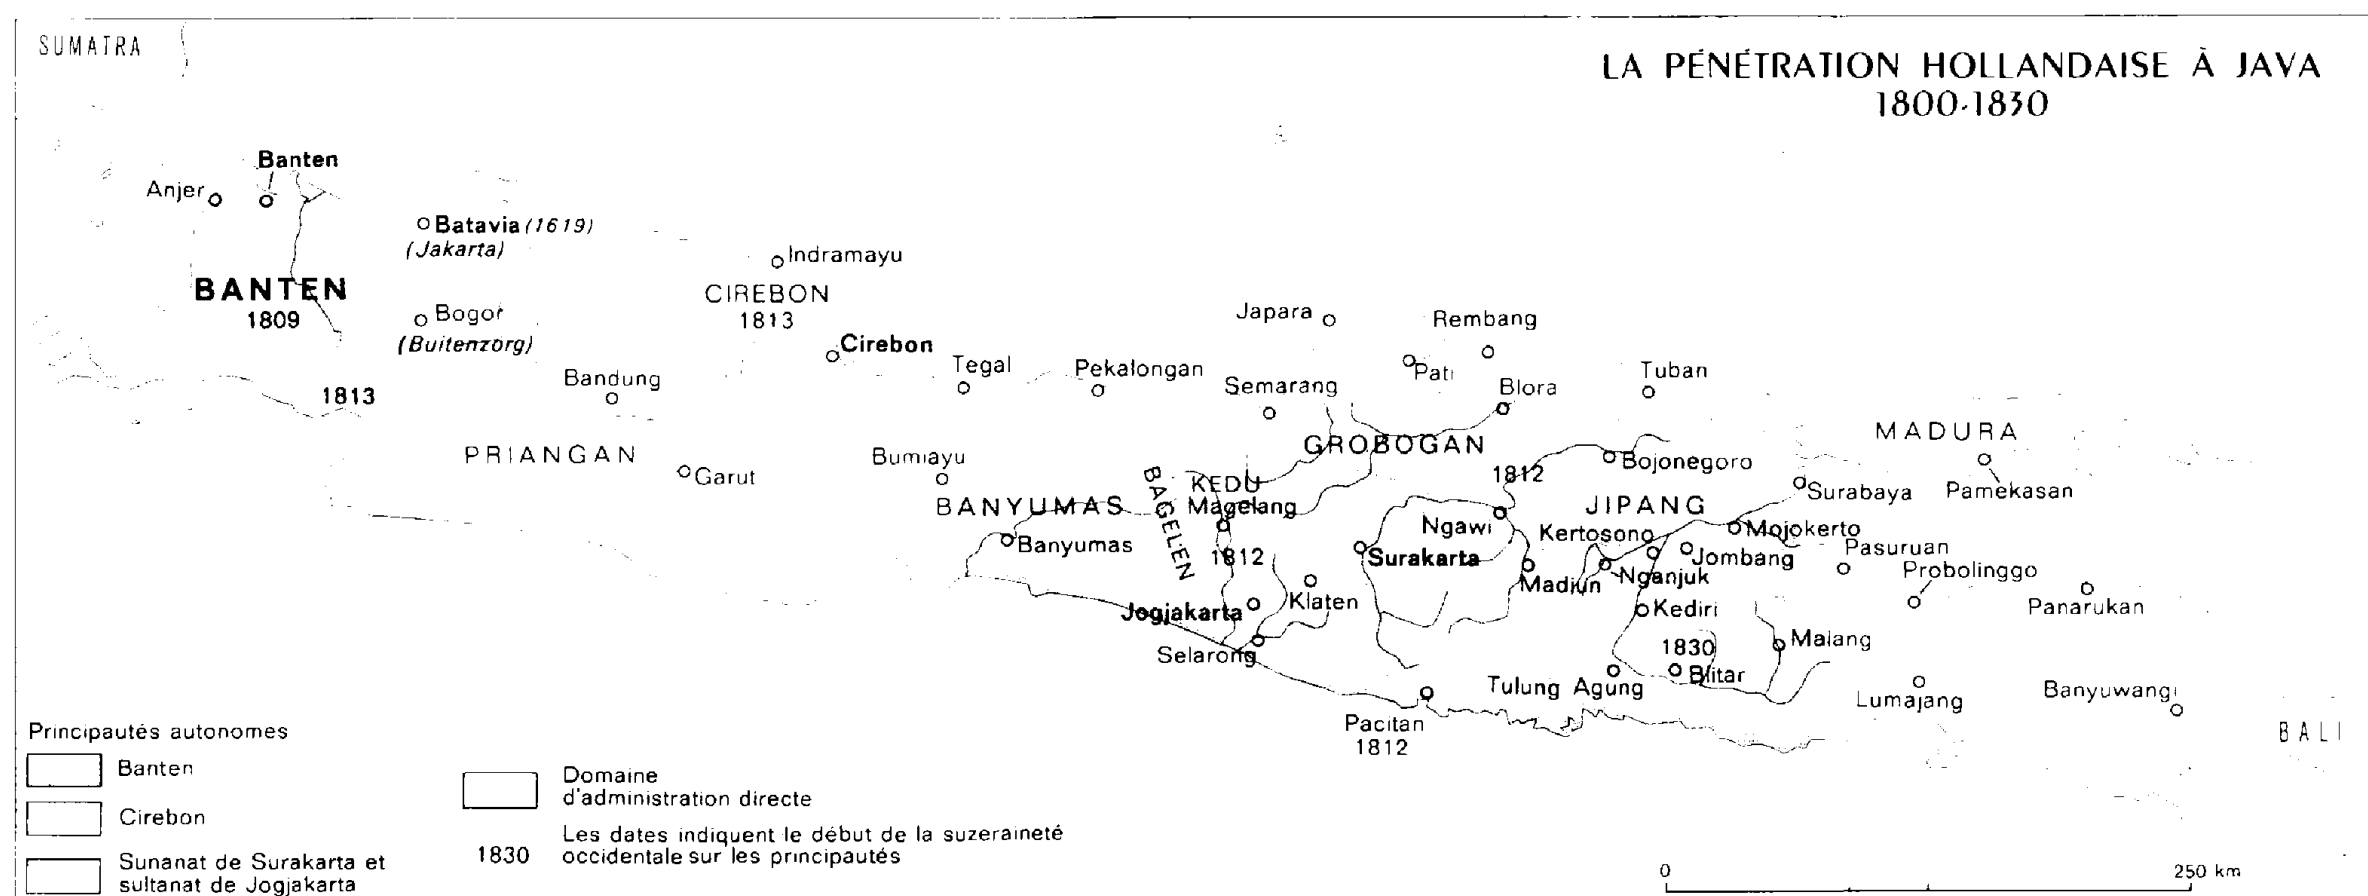 SUMATRA
LA PÉNÉTRATION HOLLANDAISE À JAVA
1800-1830
Banten
Anjer
Batavia (1619)
(Jakarta)
Indramayu
BANTEN
1809
CIREBON
1813
Bogor
(Buitenzorg)
Japara
Rembang
Cirebon
Tegal
Pekalongan
Pati
Tuban
Bandung
Semarang
Blora
1813
MADURA
GROBOGAN
PRIANGAN
Bumiayu
Garut
Bojonegoro
1812
KEDU
Surabaya
Pamekasan
BANYUMAS
BAGELEN
Magelang
JIPANG
Ngawi
Kertosono
Mojokerto
Banyumas
1812
Surakarta
Jombang
Pasuruan
Madiun
Nganjuk
Probolinggo
Jogjakarta
Klaten
Kediri
Panarukan
Selarong
1830
Malang
Tulung Agung
Blitar
Lumajang
Banyuwangi
Pacitan
1812
BALI
Principautés autonomes
Banten
Cirebon
Sunanat de Surakarta et
sultanat de Jogjakarta
Domaine
d'administration directe
1830
Les dates indiquent le début de la suzeraineté
occidentale sur les principautés
0 250 km